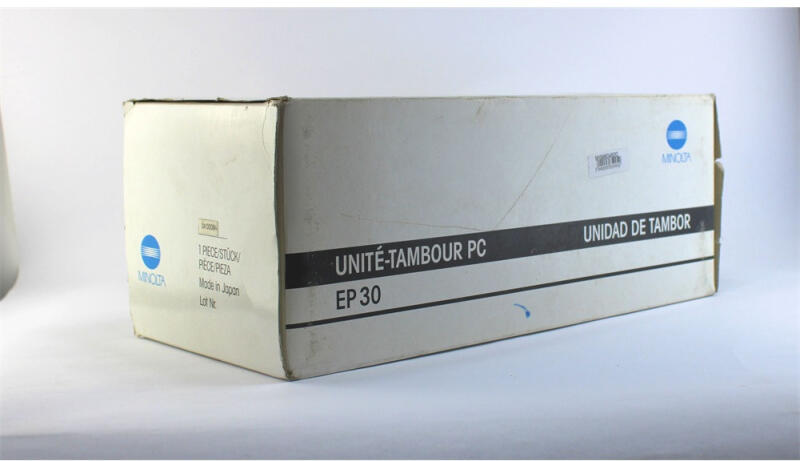 MINOLTA
1 PIECE/STÜCK/
PIÈCE/PIEZA
Made in Japan
Lot Nr.
MINOLTA
UNITÉ-TAMBOUR PC
UNIDAD DE TAMBOR
EP 30